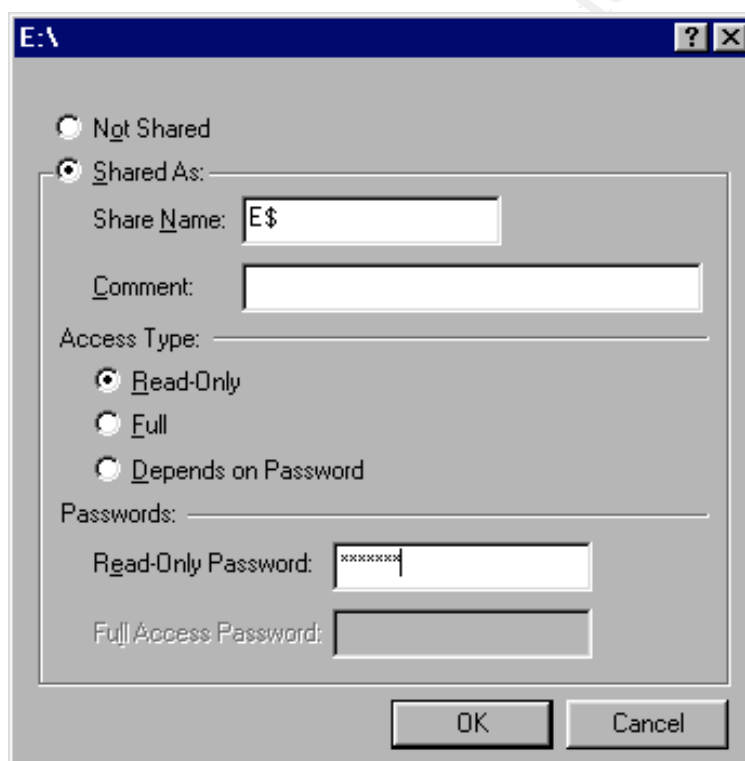 E:\
Not Shared
Shared As:
Share Name: E$
Comment:
Access Type:
Read-Only
Full
Depends on Password
Passwords:
Read-Only Password: *******
Full Access Password:
OK Cancel